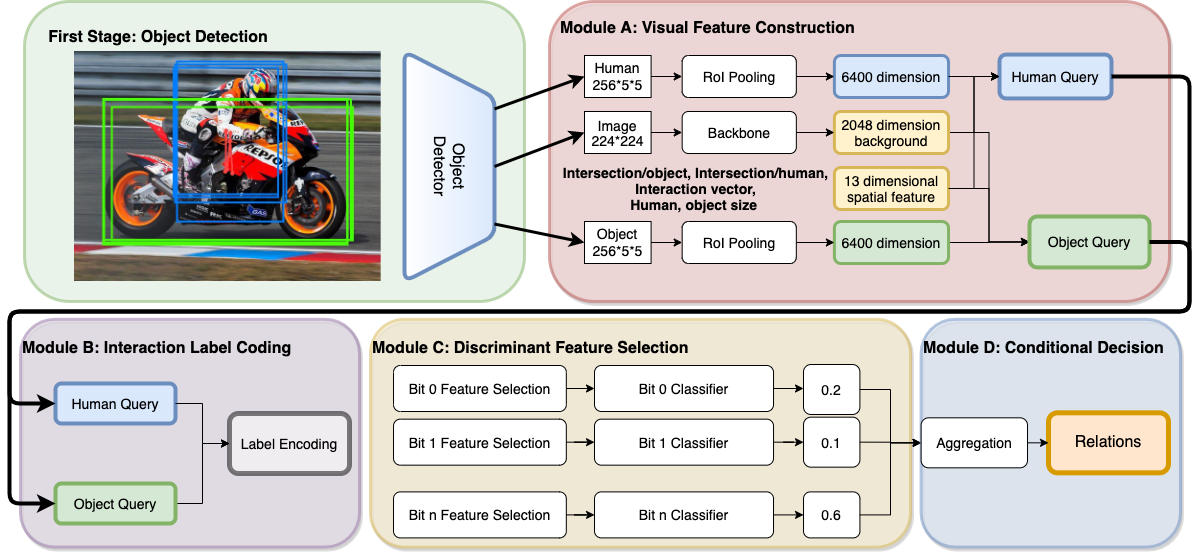 First Stage: Object Detection
REPSOL
GAS
Object
Detector
Module A: Visual Feature Construction
Human
256*5*5
RoI Pooling
6400 dimension
Human Query
Image
224*224
Backbone
2048 dimension
background
Intersection/object, Intersection/human,
Interaction vector,
Human, object size
13 dimensional
spatial feature
Object
256*5*5
RoI Pooling
6400 dimension
Object Query
Module B: Interaction Label Coding
Human Query
Label Encoding
Object Query
Module C: Discriminant Feature Selection
Bit 0 Feature Selection
Bit 0 Classifier
0.2
Bit 1 Feature Selection
Bit 1 Classifier
0.1
Bit n Feature Selection
Bit n Classifier
0.6
Module D: Conditional Decision
Aggregation
Relations